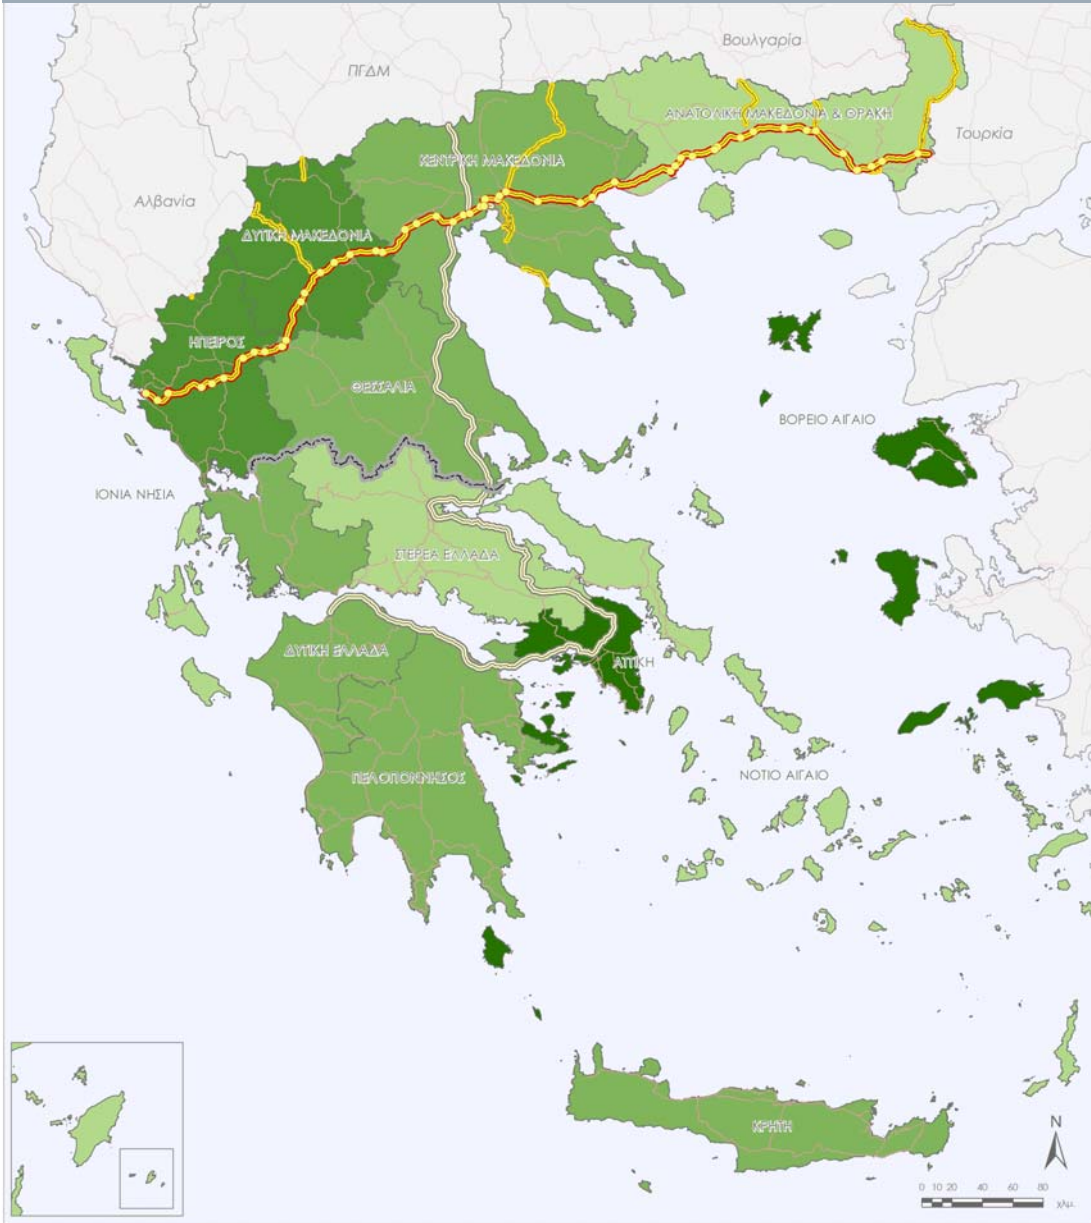 Βουλγαρία
ΠΓΔΜ
ΑΝΑΤΟΛΙΚΗ ΜΑΚΕΔΟΝΙΑ & ΘΡΑΚΗ
Τουρκία
ΚΕΝΤΡΙΚΗ ΜΑΚΕΔΟΝΙΑ
Αλβανία
ΔΥΤΙΚΗ ΜΑΚΕΔΟΝΙΑ
ΗΠΕΙΡΟΣ
ΘΕΣΣΑΛΙΑ
ΒΟΡΕΙΟ ΑΙΓΑΙΟ
ΙΟΝΙΑ ΝΗΣΙΑ
ΣΤΕΡΕΑ ΕΛΛΑΔΑ
ΔΥΤΙΚΗ ΕΛΛΑΔΑ
ΑΤΤΙΚΗ
ΝΟΤΙΟ ΑΙΓΑΙΟ
ΠΕΛΟΠΟΝΝΗΣΟΣ
ΚΡΗΤΗ
N
0 10 20 40 60 80
χλμ.